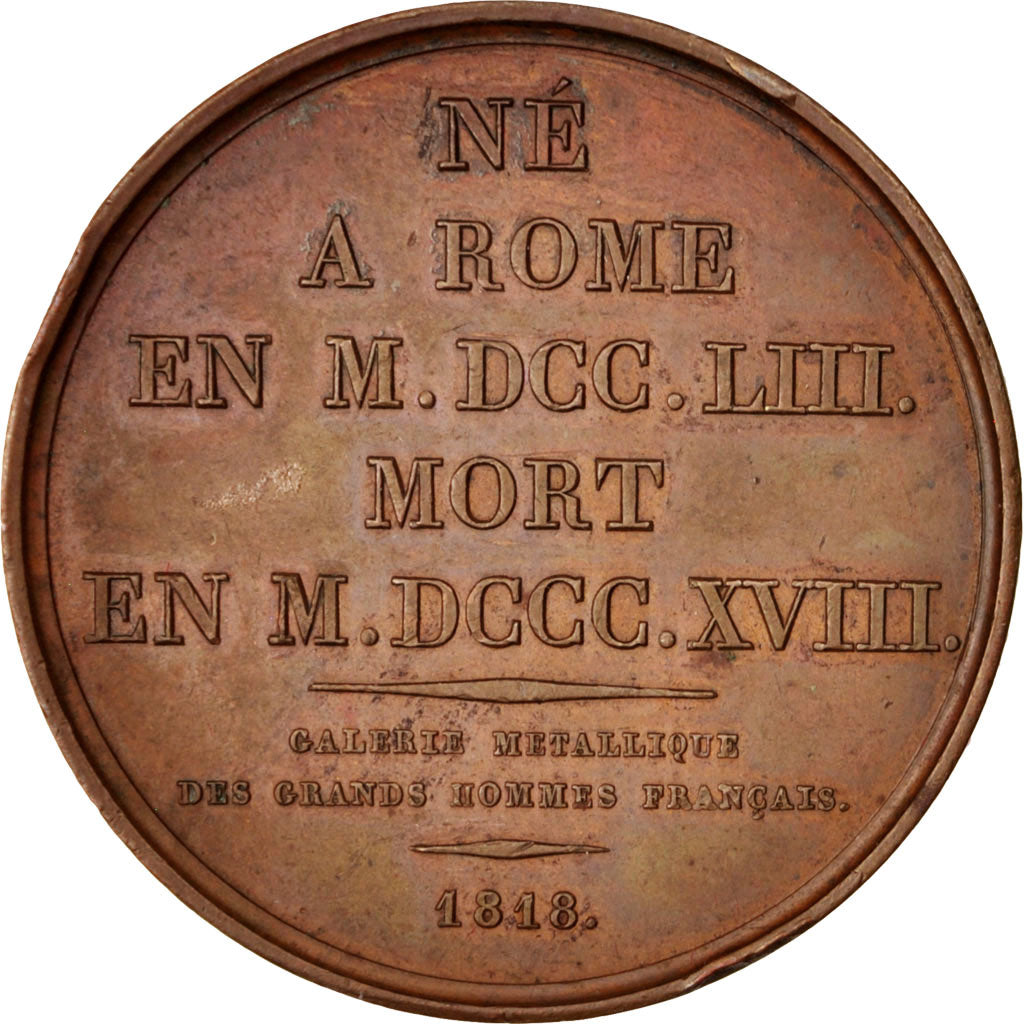 NÉ
A ROME
EN M.DCC.LIII.
MORT
EN M.DCCC.XVIII.
GALERIE METALLIQUE
DES GRANDS HOMMES FRANÇAIS.
1818.